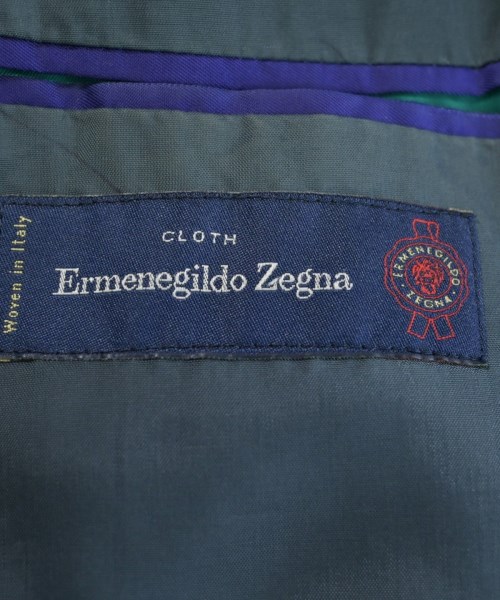 Woven in Italy
CLOTH
Ermenegildo Zegna
ERMENEGILDO
ZEGNA